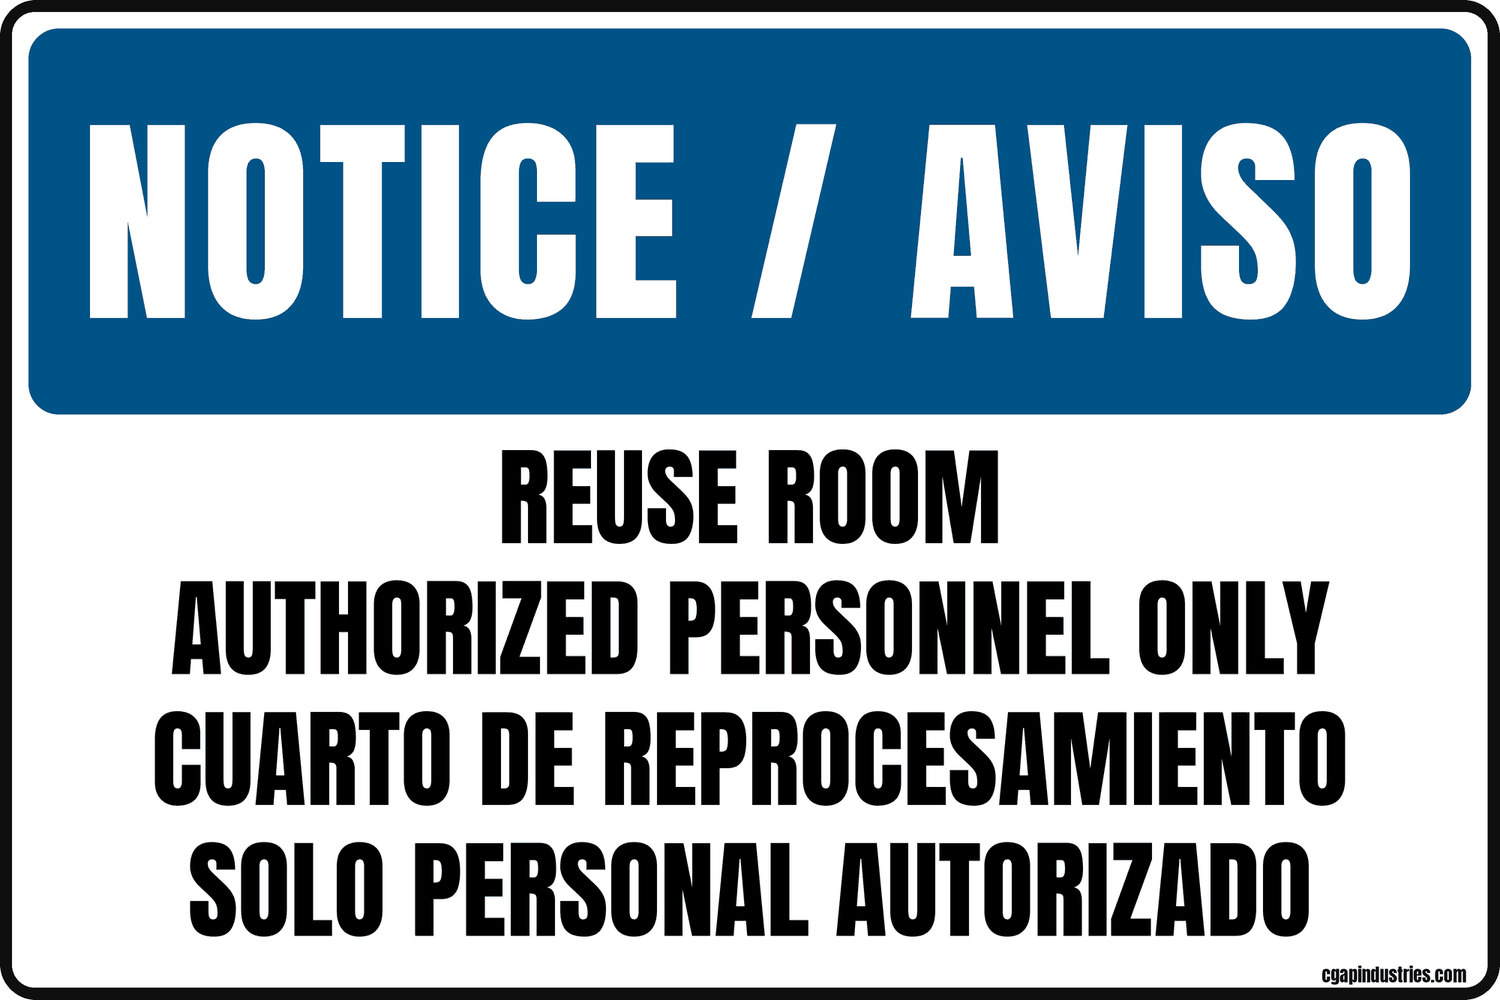 NOTICE / AVISO
REUSE ROOM
AUTHORIZED PERSONNEL ONLY
CUARTO DE REPROCESAMIENTO
SOLO PERSONAL AUTORIZADO
cgapindustries.com